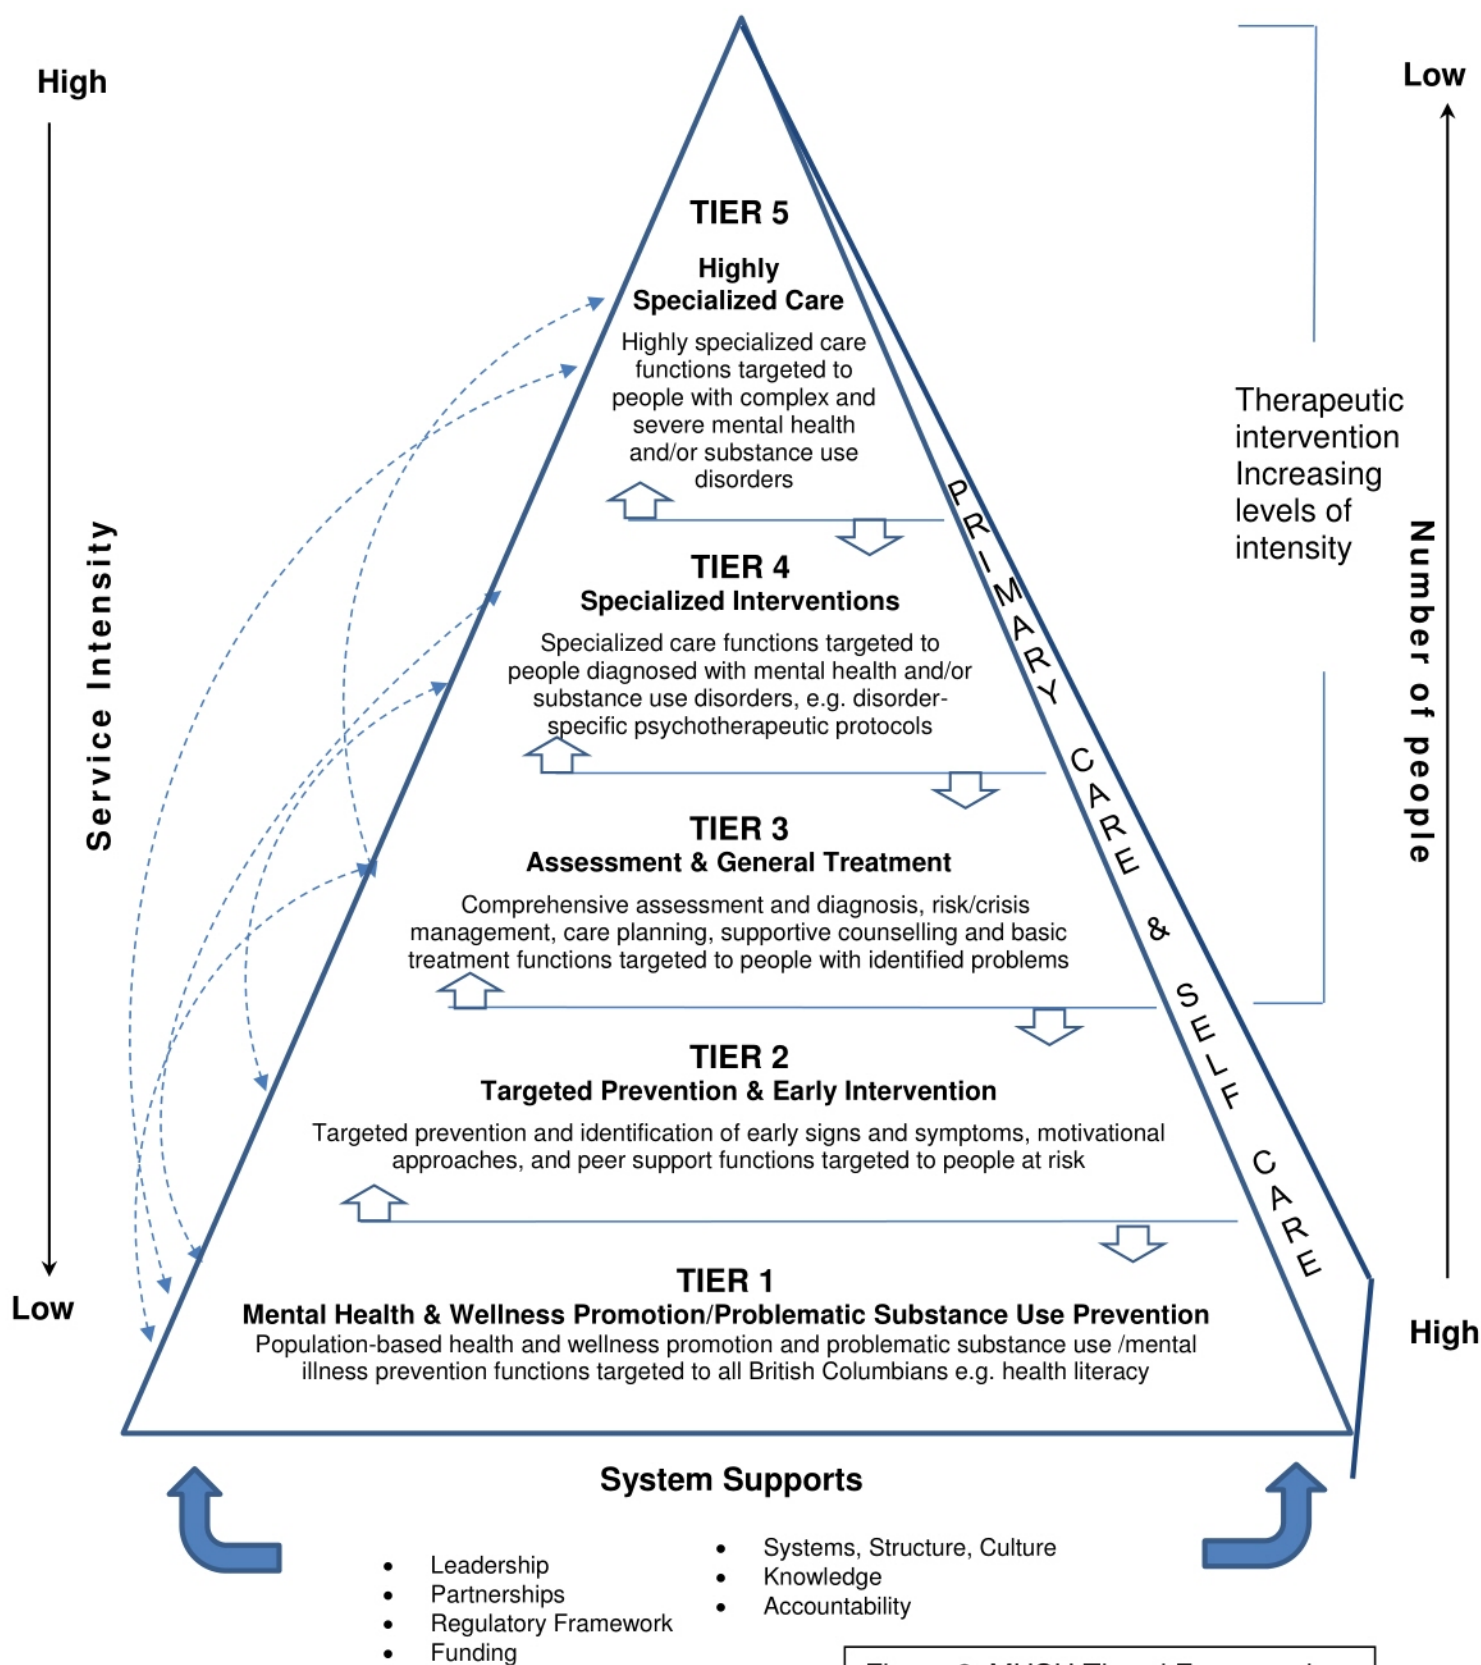 High
Low
TIER 5
Highly
Specialized Care
Highly specialized care
functions targeted to
people with complex and
severe mental health
and/or substance use
disorders
Therapeutic
intervention
Increasing
levels of
intensity
Service Intensity
Number of people
PRIMARY CARE & SELF CARE
TIER 4
Specialized Interventions
Specialized care functions targeted to
people diagnosed with mental health and/or
substance use disorders, e.g. disorder-
specific psychotherapeutic protocols
TIER 3
Assessment & General Treatment
Comprehensive assessment and diagnosis, risk/crisis
management, care planning, supportive counselling and basic
treatment functions targeted to people with identified problems
TIER 2
Targeted Prevention & Early Intervention
Targeted prevention and identification of early signs and symptoms, motivational
approaches, and peer support functions targeted to people at risk
TIER 1
Mental Health & Wellness Promotion/Problematic Substance Use Prevention
Population-based health and wellness promotion and problematic substance use /mental
illness prevention functions targeted to all British Columbians e.g. health literacy
Low
High
System Supports
• Leadership
• Partnerships
• Regulatory Framework
• Funding
• Systems, Structure, Culture
• Knowledge
• Accountability